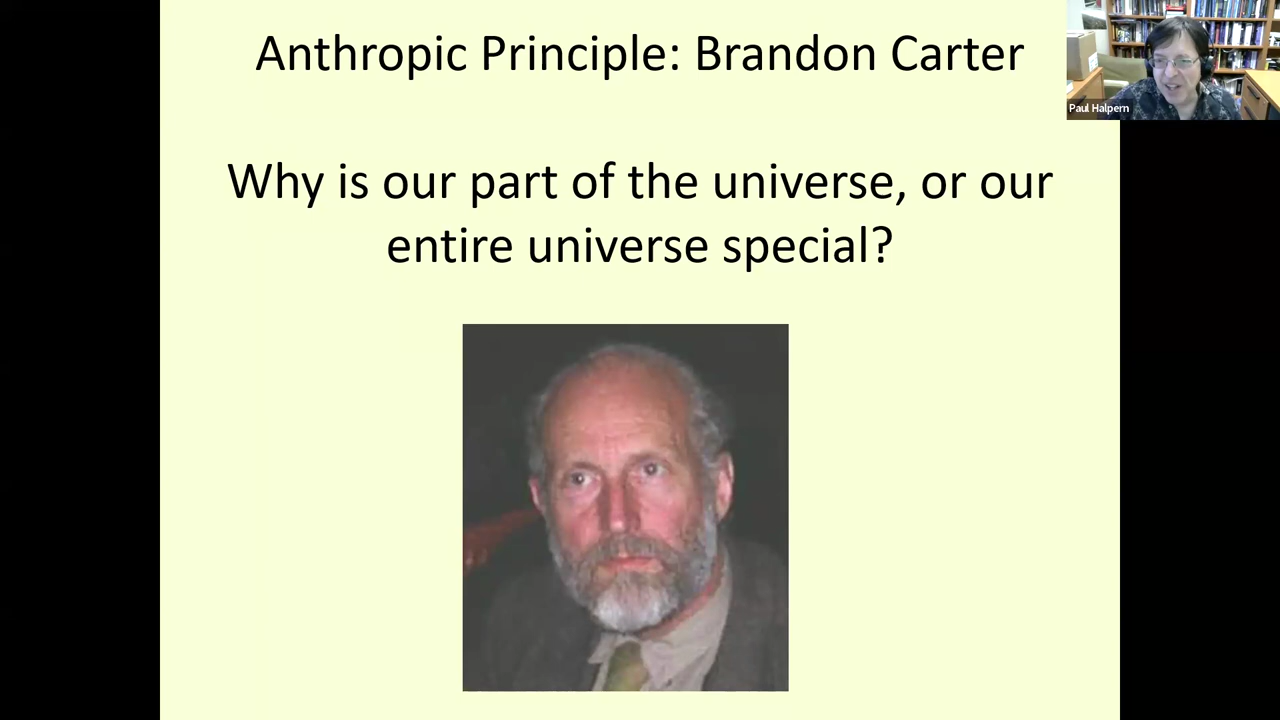 Anthropic Principle: Brandon Carter
Why is our part of the universe, or our
entire universe special?
Paul Halpern